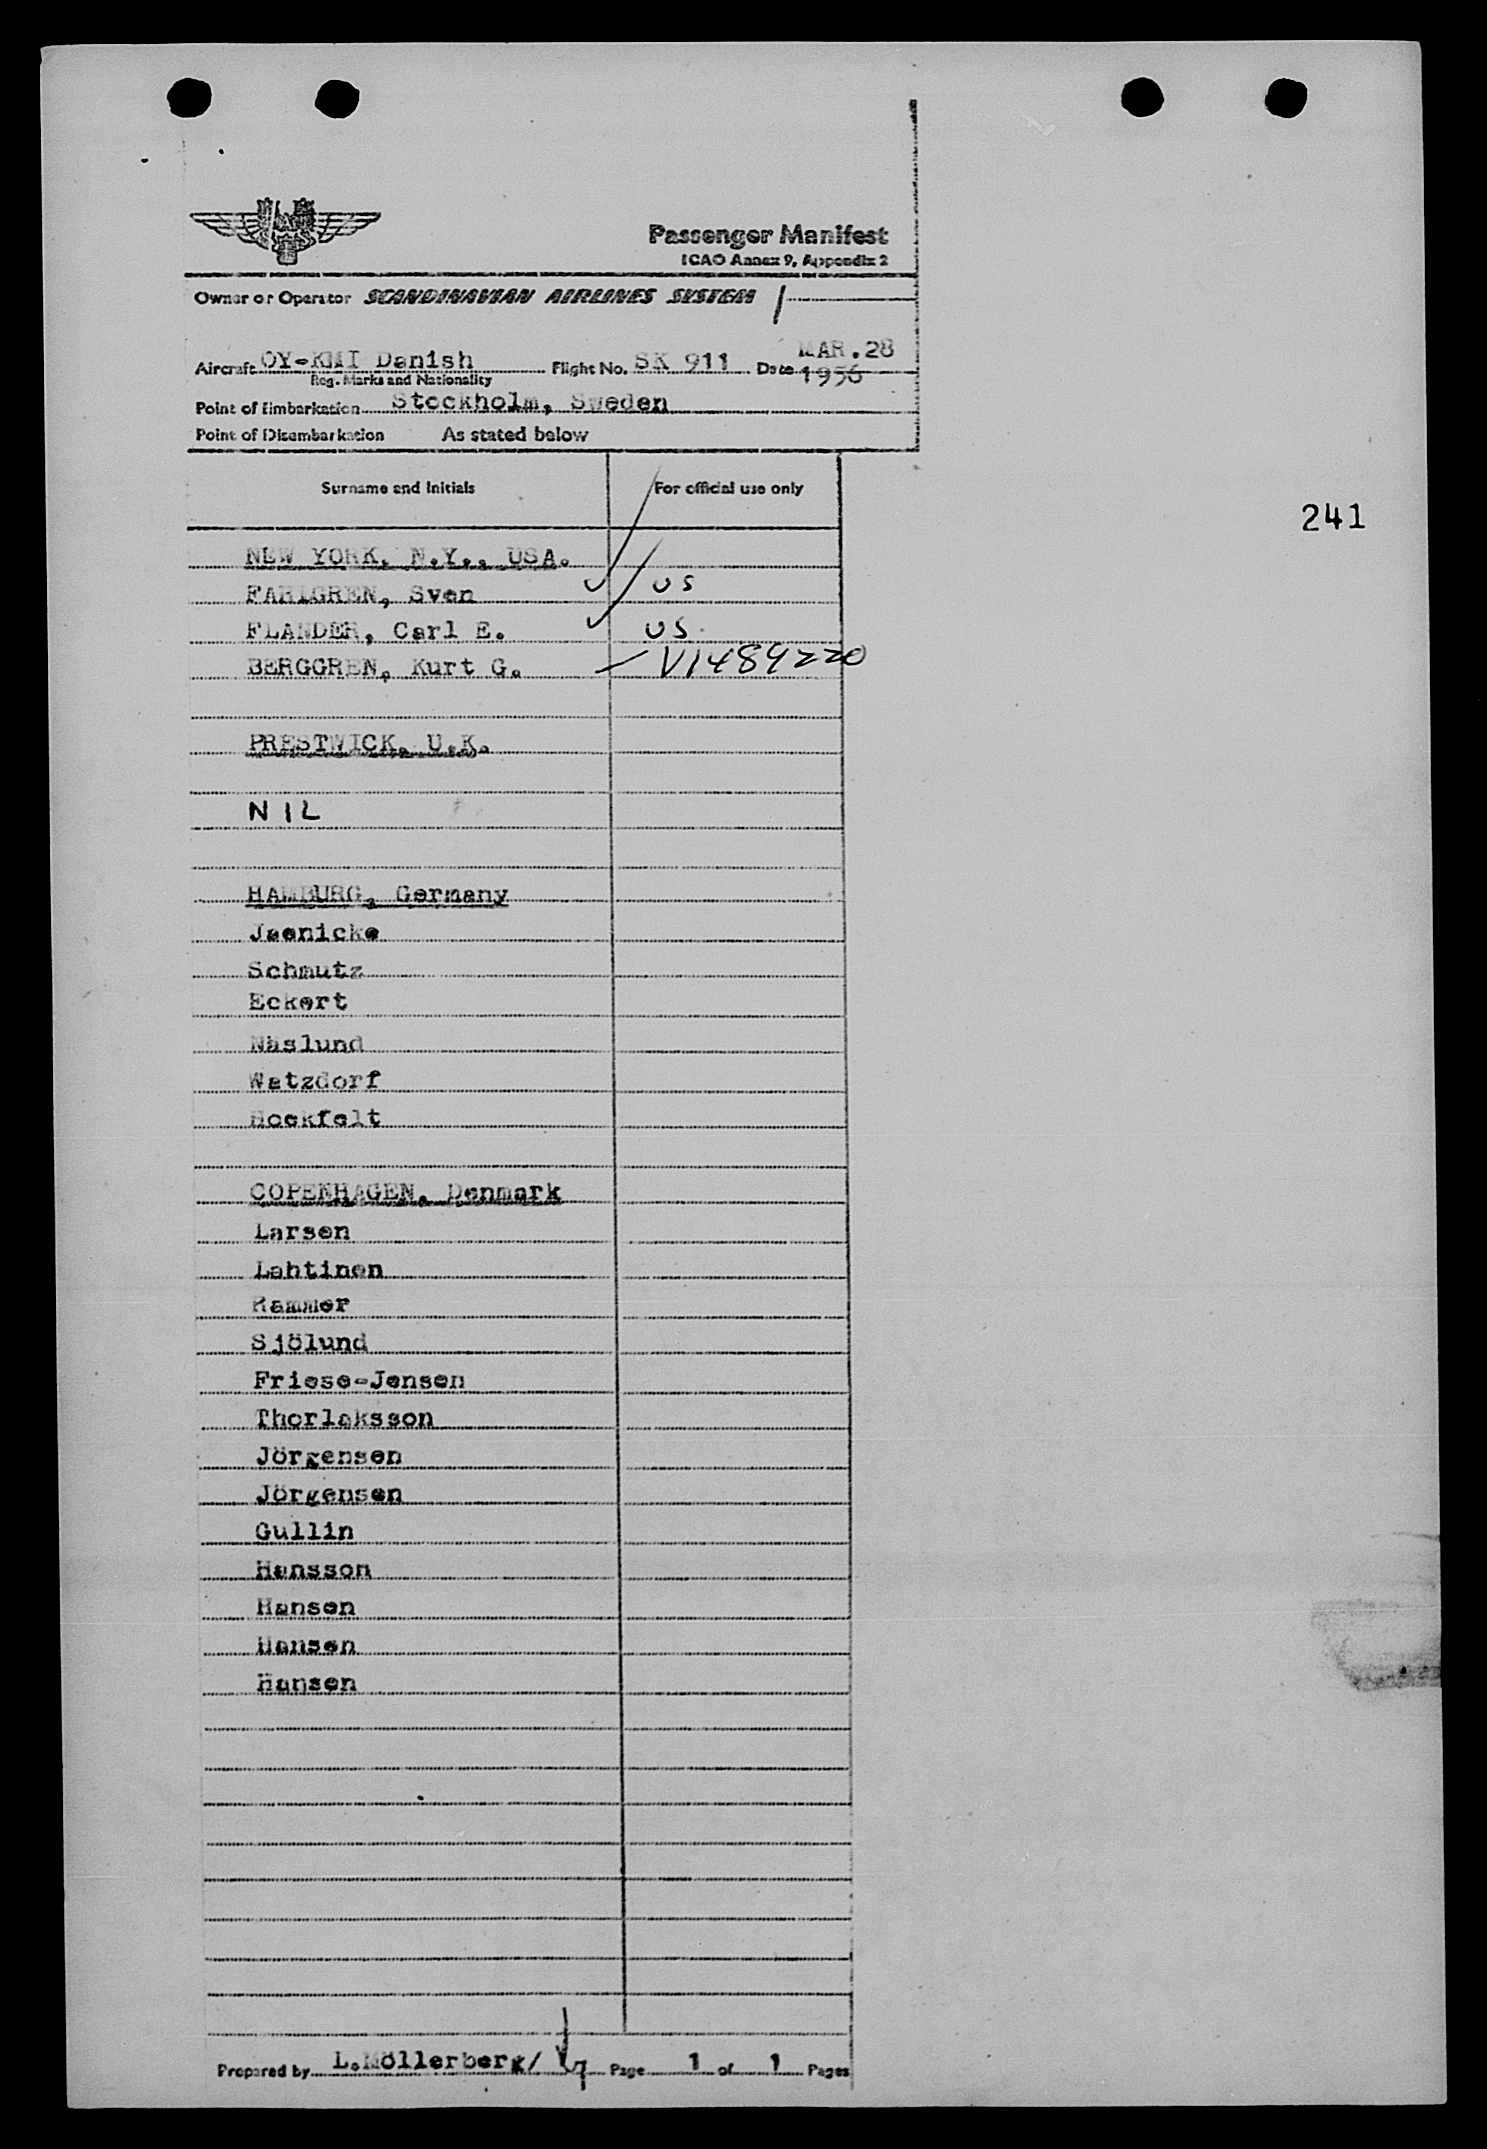 Passenger Manifest
ICAO Annex 9, Appendix 2
Owner or Operator SCANDINAVIAN AIRLINES SYSTEM
MAR. 28
Aircraft OY-KMI Danish Flight No. SK 911 Date 1956
Reg. Marks and Nationality
Point of Embarkation Stockholm, Sweden
Point of Disembarkation As stated below
Surname and Initials For official use only
241
NEW YORK, N.Y., USA.
FAHLGREN, Sven US
FLANDER, Carl E. US
BERGGREN, Kurt G. V1484220
PRESTWICK, U.K.
NIL
HAMBURG, Germany
Jaenicke
Schmutz
Eckert
Näslund
Watzdorf
Hoekfelt
COPENHAGEN, Denmark
Larsen
Lahtinen
Rammer
Sjölund
Friese-Jensen
Thorlaksson
Jörgensen
Jörgensen
Gullin
Hansson
Hansen
Hansen
Hansen
Prepared by L.Möllerberg/ Page 1 of 1 Pages